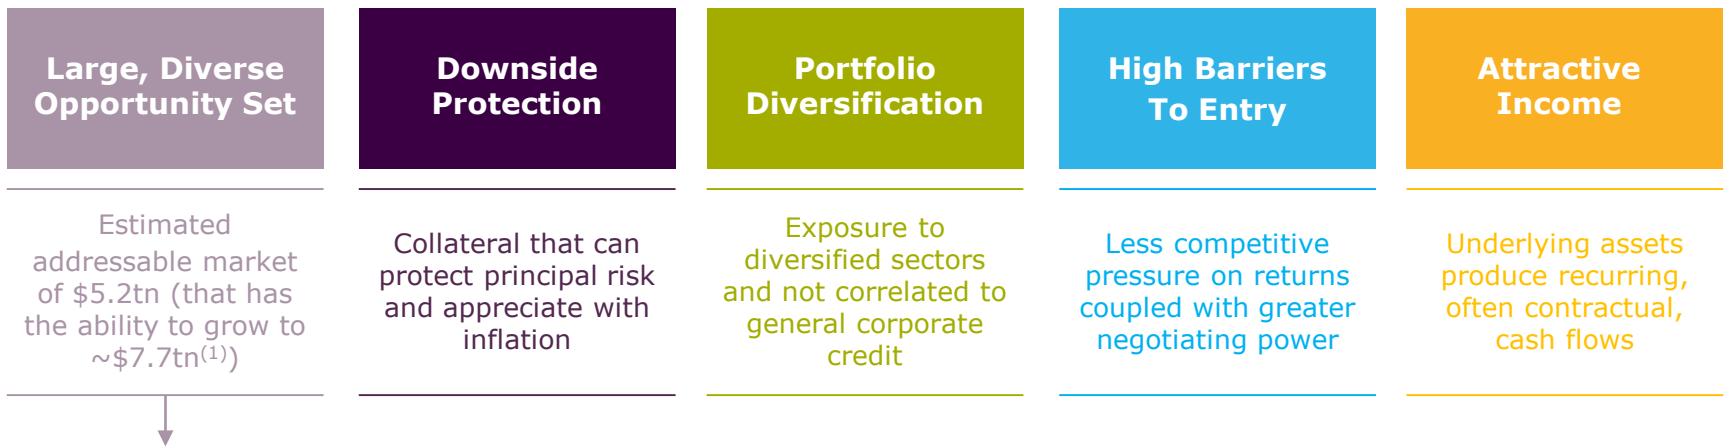 Large, Diverse
Opportunity Set
Estimated
addressable market
of $5.2tn (that has
the ability to grow to
~$7.7tn(1))
Downside
Protection
Collateral that can
protect principal risk
and appreciate with
inflation
Portfolio
Diversification
Exposure to
diversified sectors
and not correlated to
general corporate
credit
High Barriers
To Entry
Less competitive
pressure on returns
coupled with greater
negotiating power
Attractive
Income
Underlying assets
produce recurring,
often contractual,
cash flows